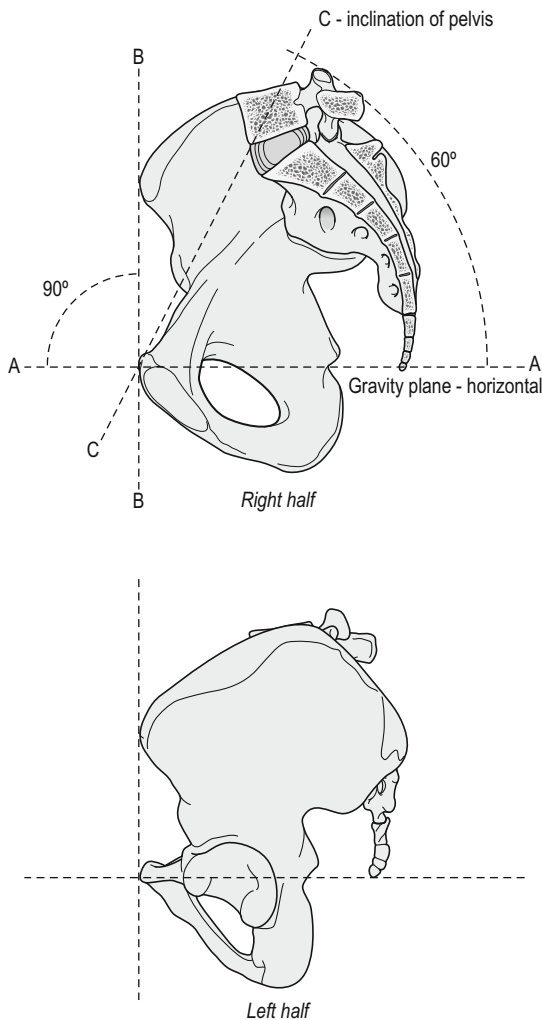 C - inclination of pelvis
B
60º
90º
A
A
Gravity plane - horizontal
C
B
Right half
Left half